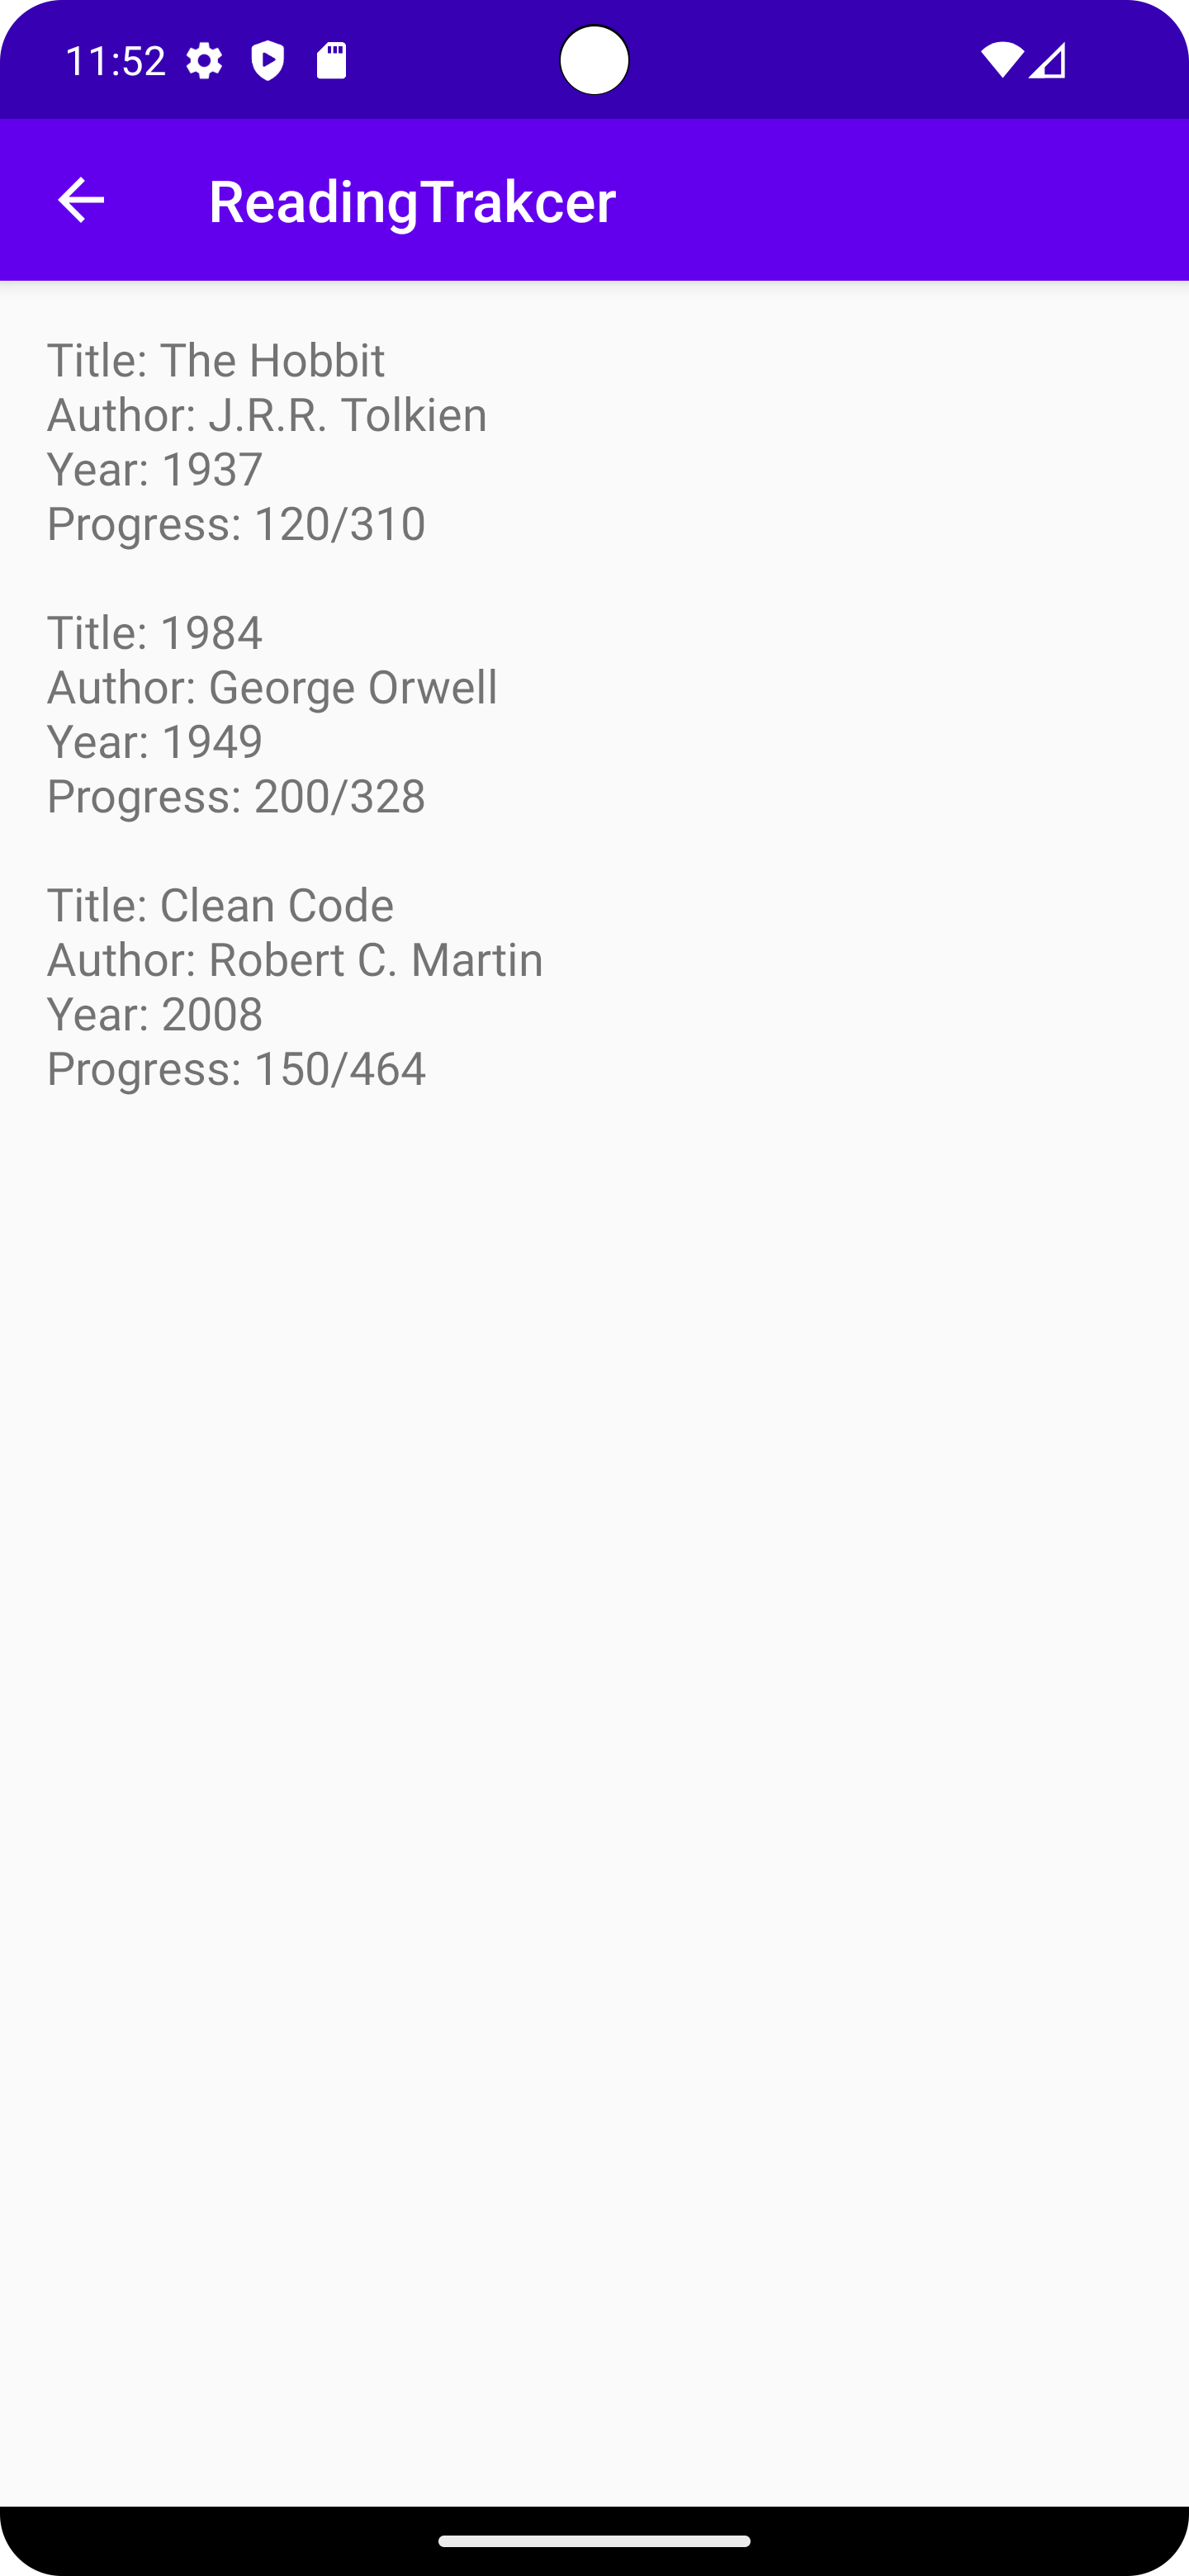 11:52
ReadingTrakcer
Title: The Hobbit
Author: J.R.R. Tolkien
Year: 1937
Progress: 120/310
Title: 1984
Author: George Orwell
Year: 1949
Progress: 200/328
Title: Clean Code
Author: Robert C. Martin
Year: 2008
Progress: 150/464